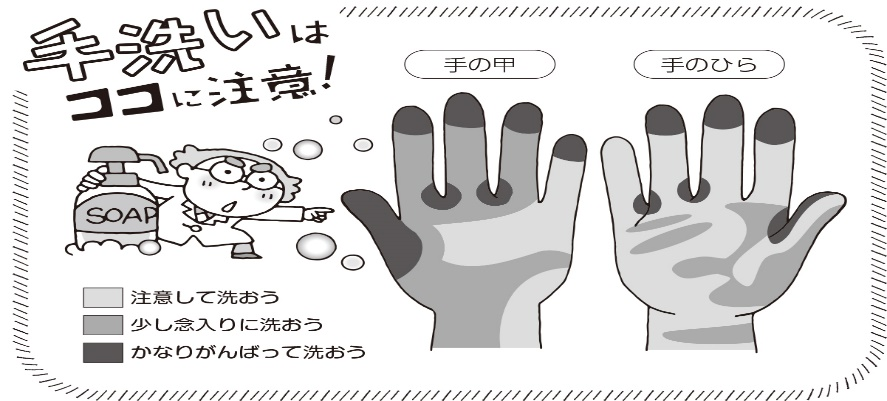 手洗いは
ココに注意!
手の甲
手のひら
SOAP
注意して洗おう
少し念入りに洗おう
かなりがんばって洗おう